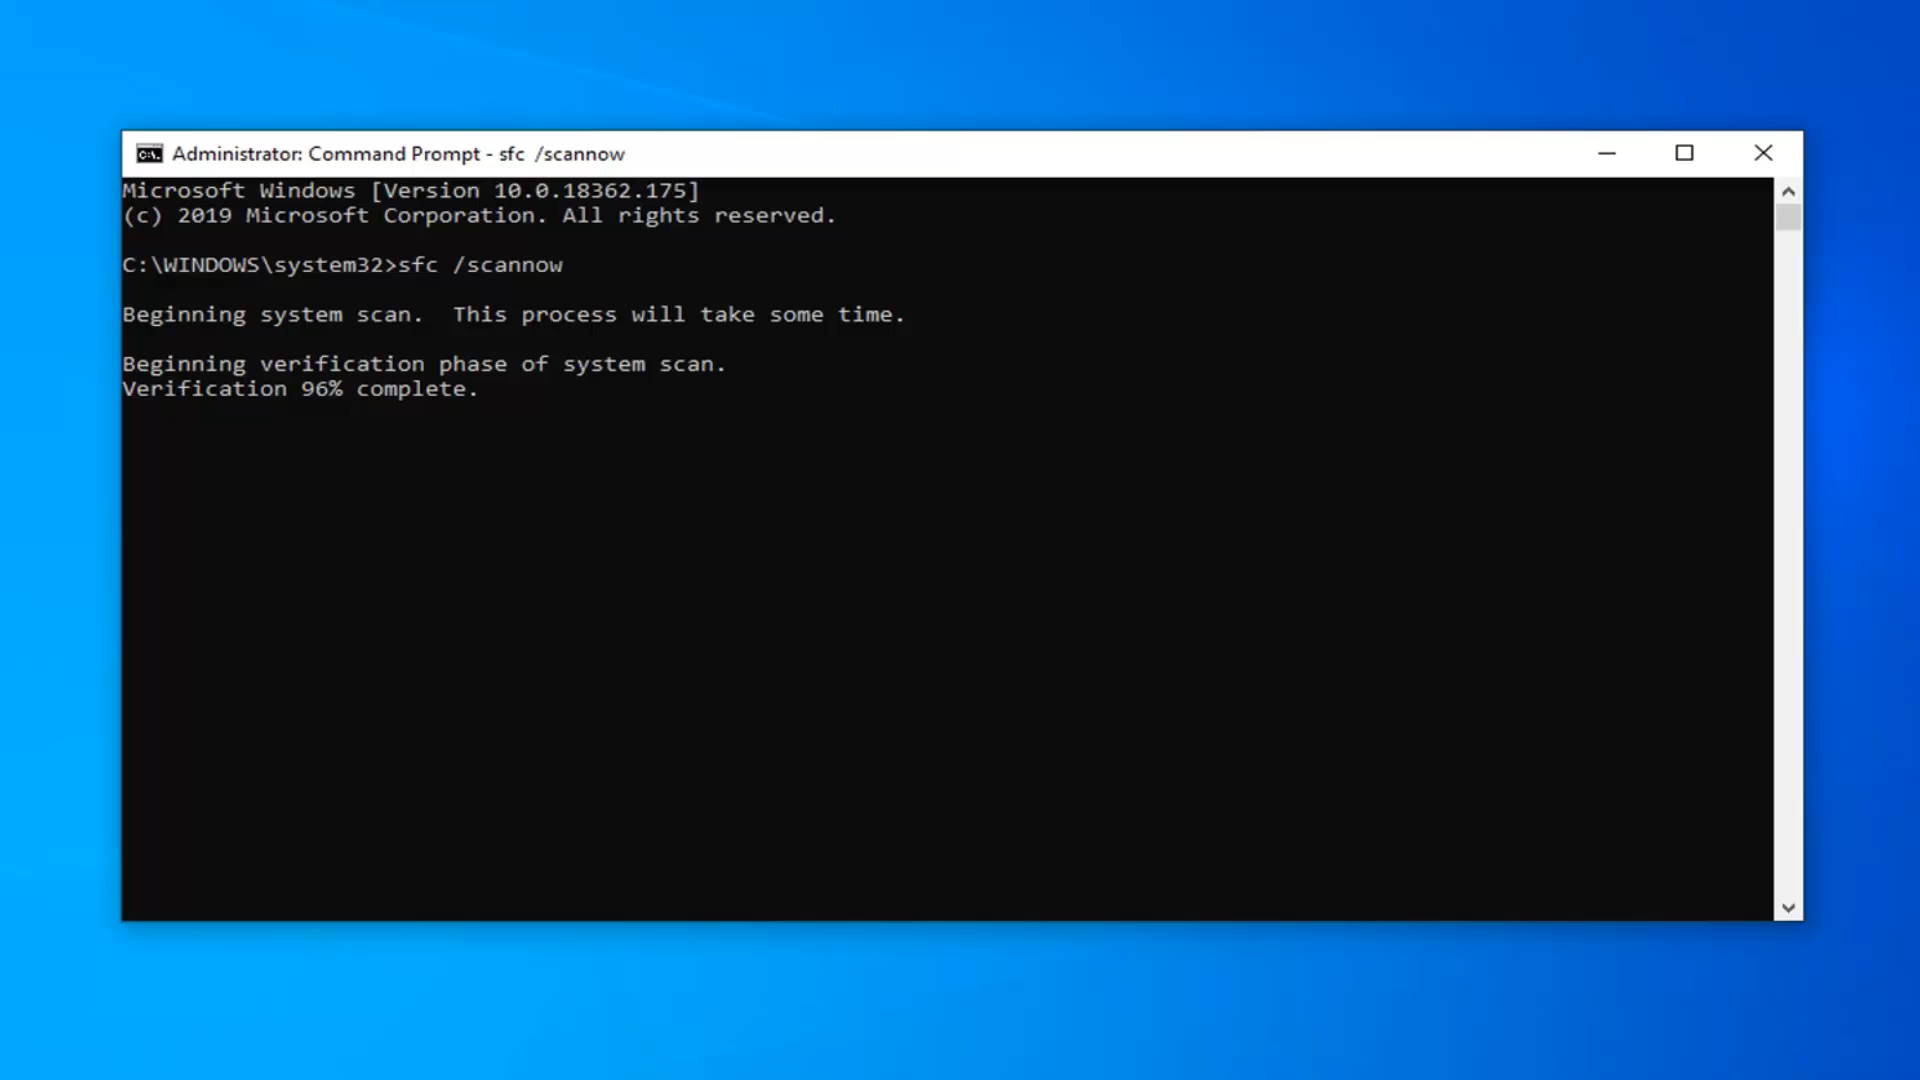 Administrator: Command Prompt - sfc  /scannow
Microsoft Windows [Version 10.0.18362.175]
(c) 2019 Microsoft Corporation. All rights reserved.
C:\WINDOWS\system32>sfc /scannow
Beginning system scan.  This process will take some time.
Beginning verification phase of system scan.
Verification 96% complete.